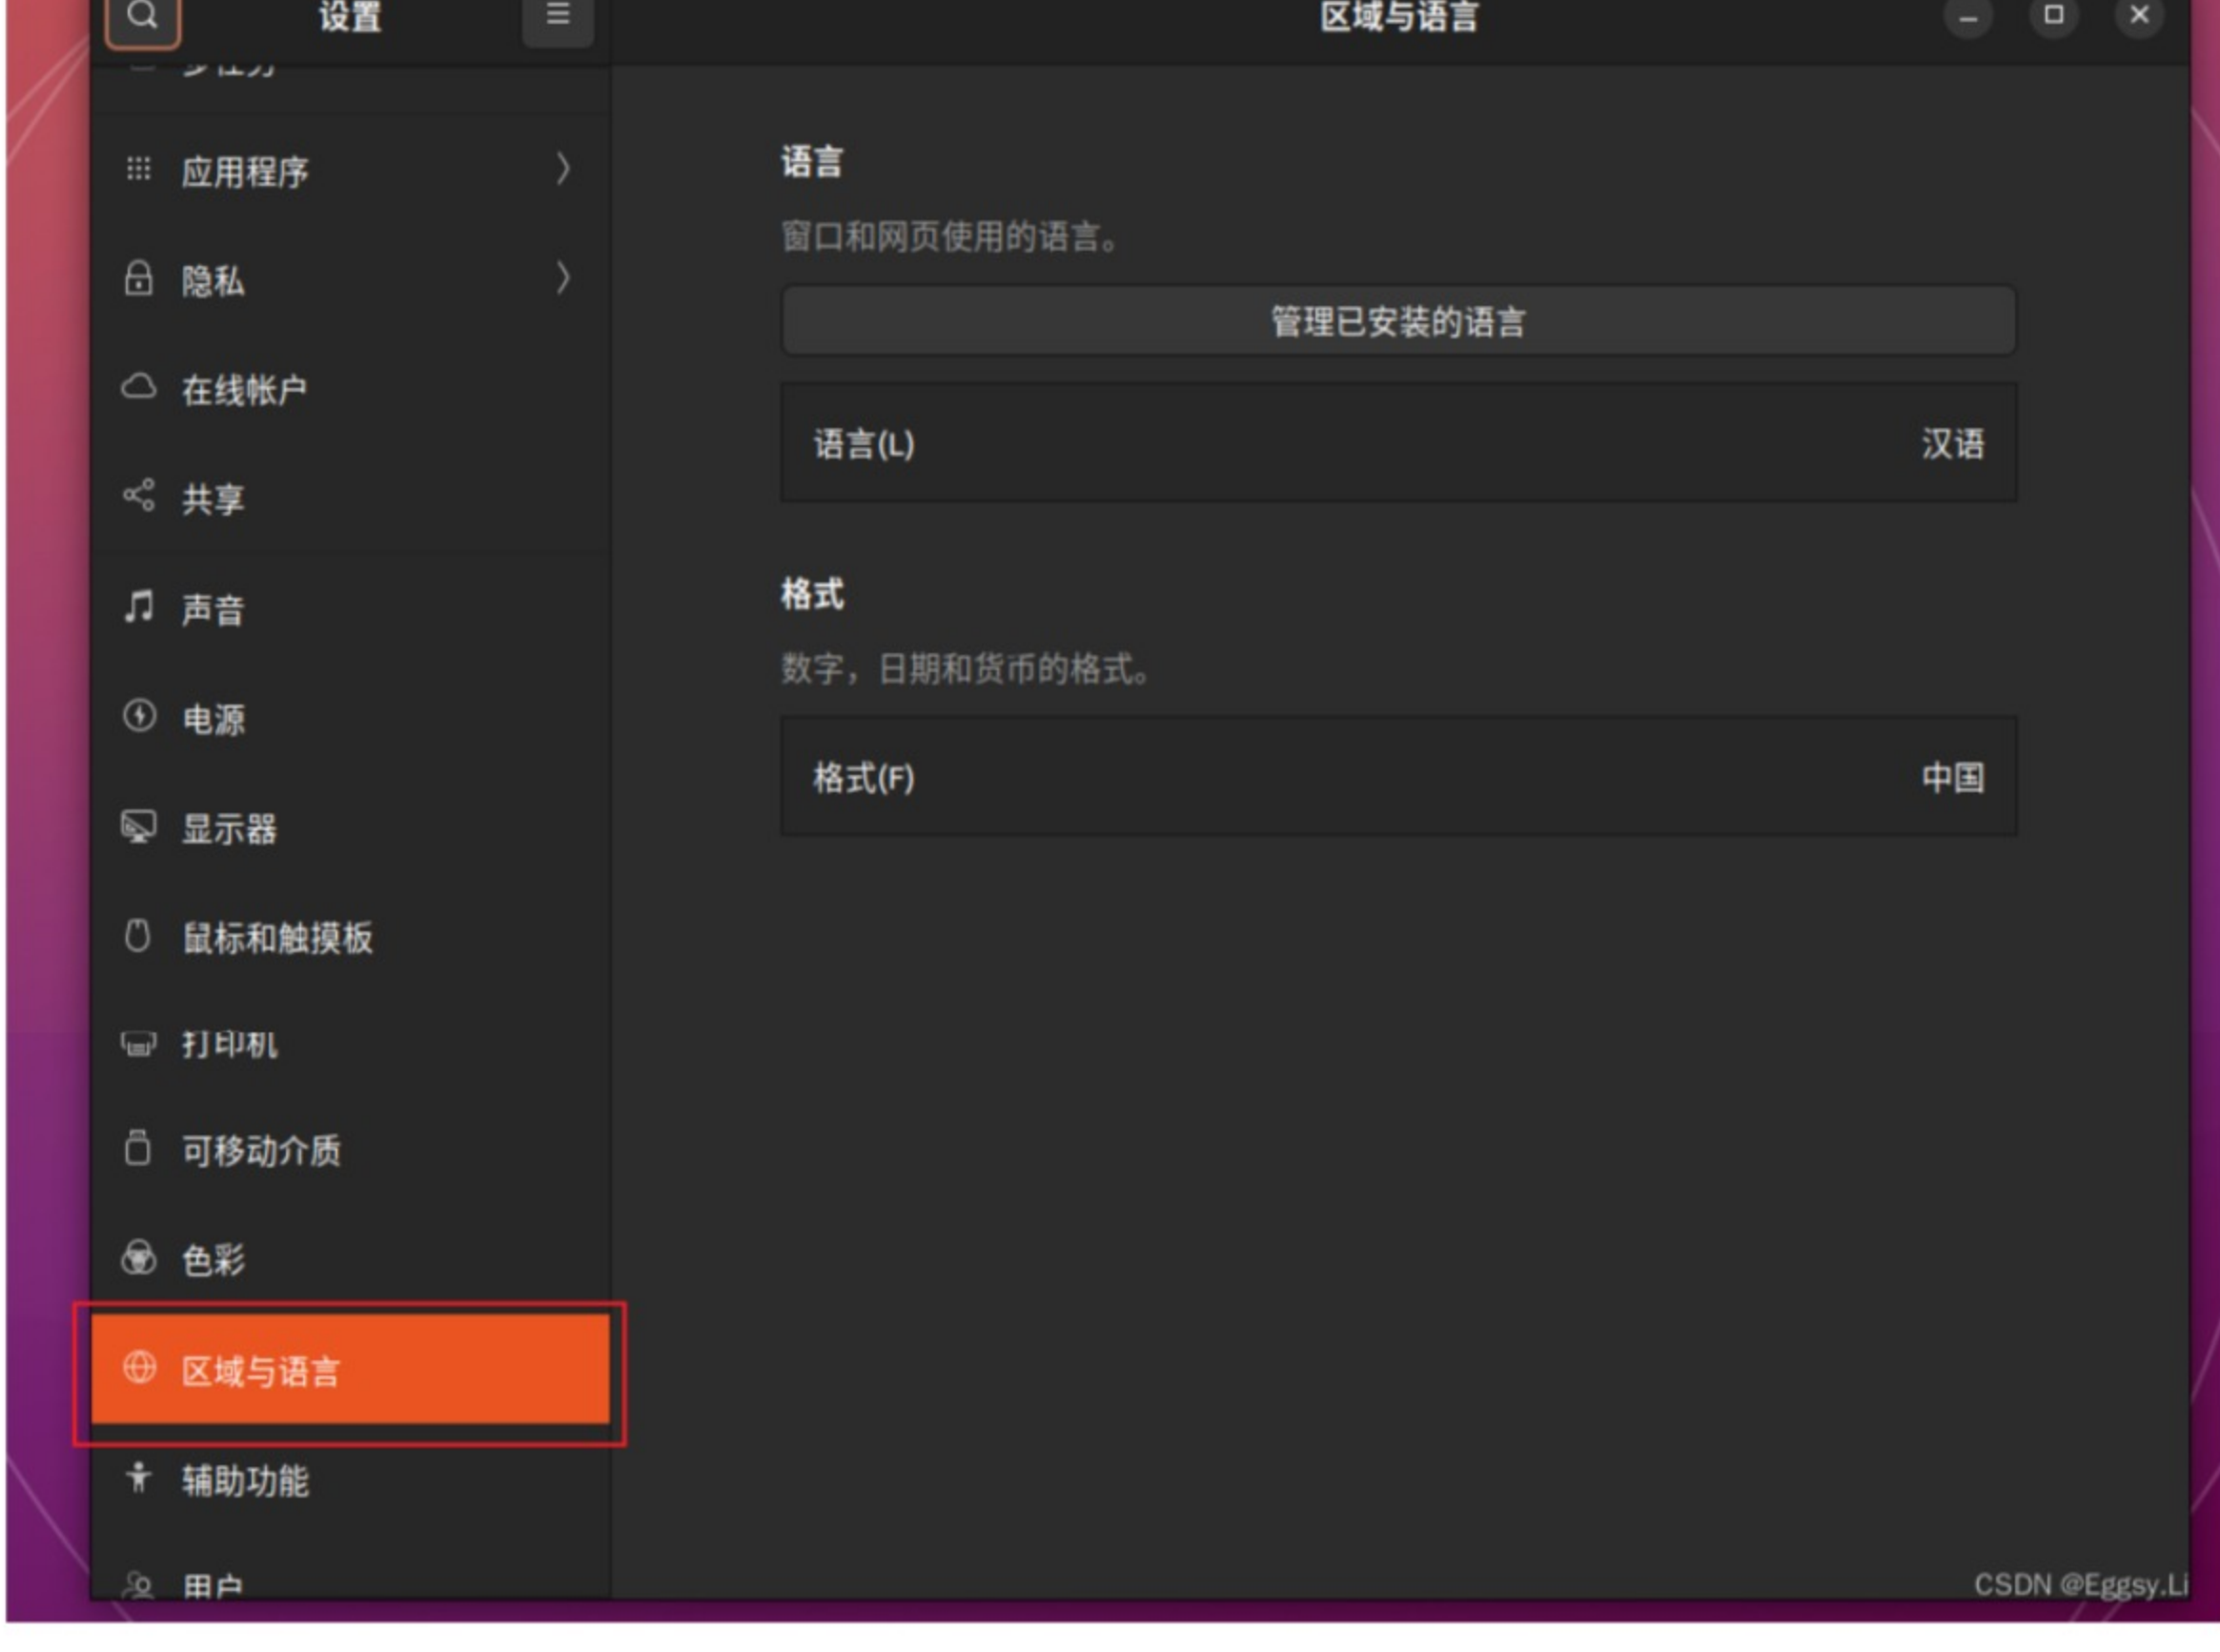 设置
区域与语言
多任务
应用程序
隐私
在线帐户
共享
声音
电源
显示器
鼠标和触摸板
打印机
可移动介质
色彩
区域与语言
辅助功能
用户
语言
窗口和网页使用的语言。
管理已安装的语言
语言(L) 汉语
格式
数字，日期和货币的格式。
格式(F) 中国
CSDN @Eggsy.Li